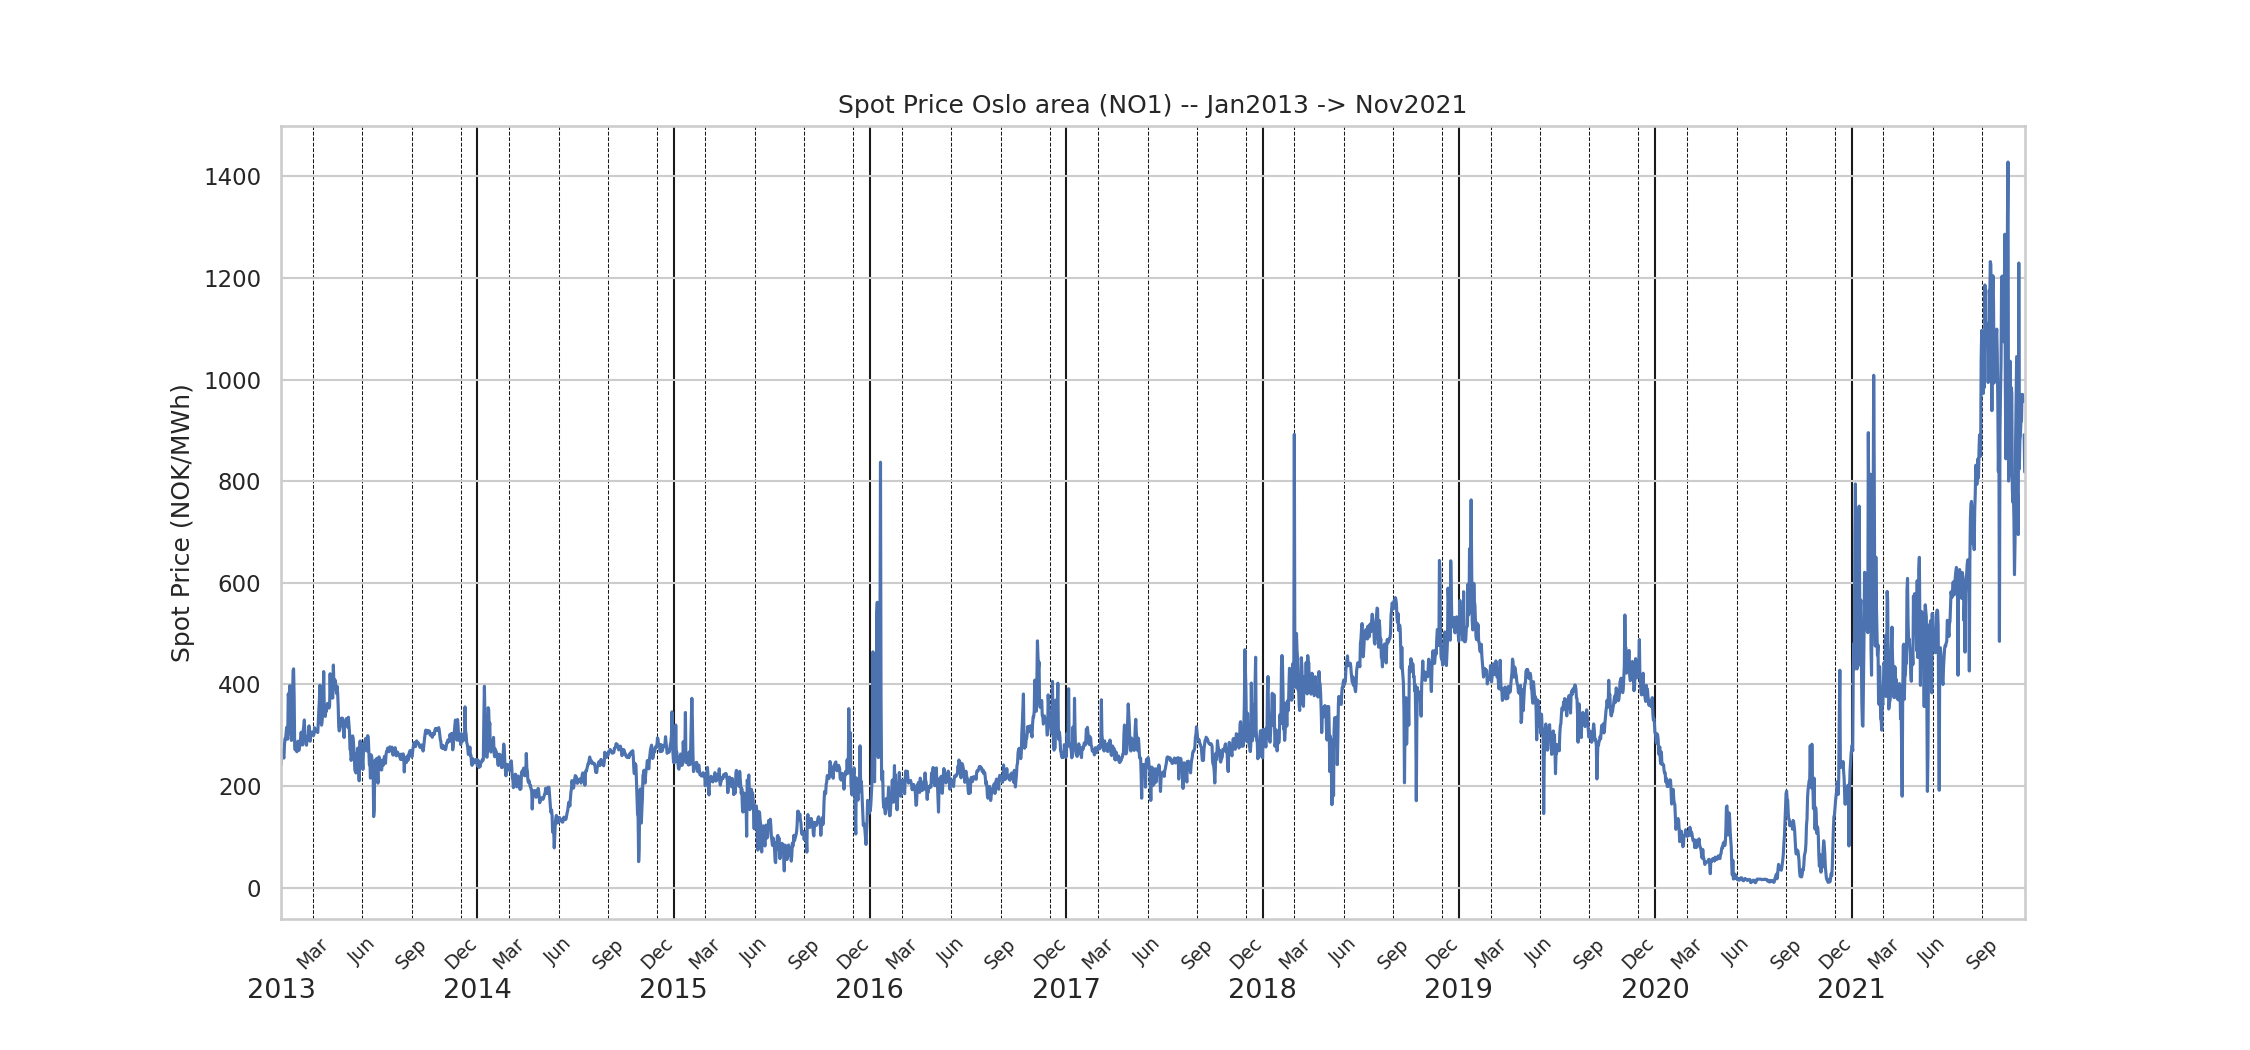 Spot Price Oslo area (NO1) -- Jan2013 -> Nov2021
Spot Price (NOK/MWh)
1400
1200
1000
800
600
400
200
0
Mar Jun Sep Dec Mar Jun Sep Dec Mar Jun Sep Dec Mar Jun Sep Dec Mar Jun Sep Dec Mar Jun Sep Dec Mar Jun Sep Dec Mar Jun Sep Dec Mar Jun Sep
2013 2014 2015 2016 2017 2018 2019 2020 2021